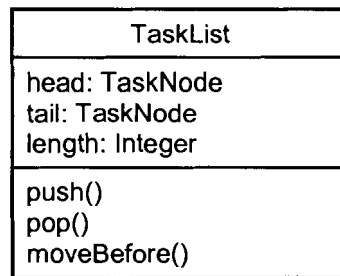 TaskList
head: TaskNode
tail: TaskNode
length: Integer
push()
pop()
moveBefore()